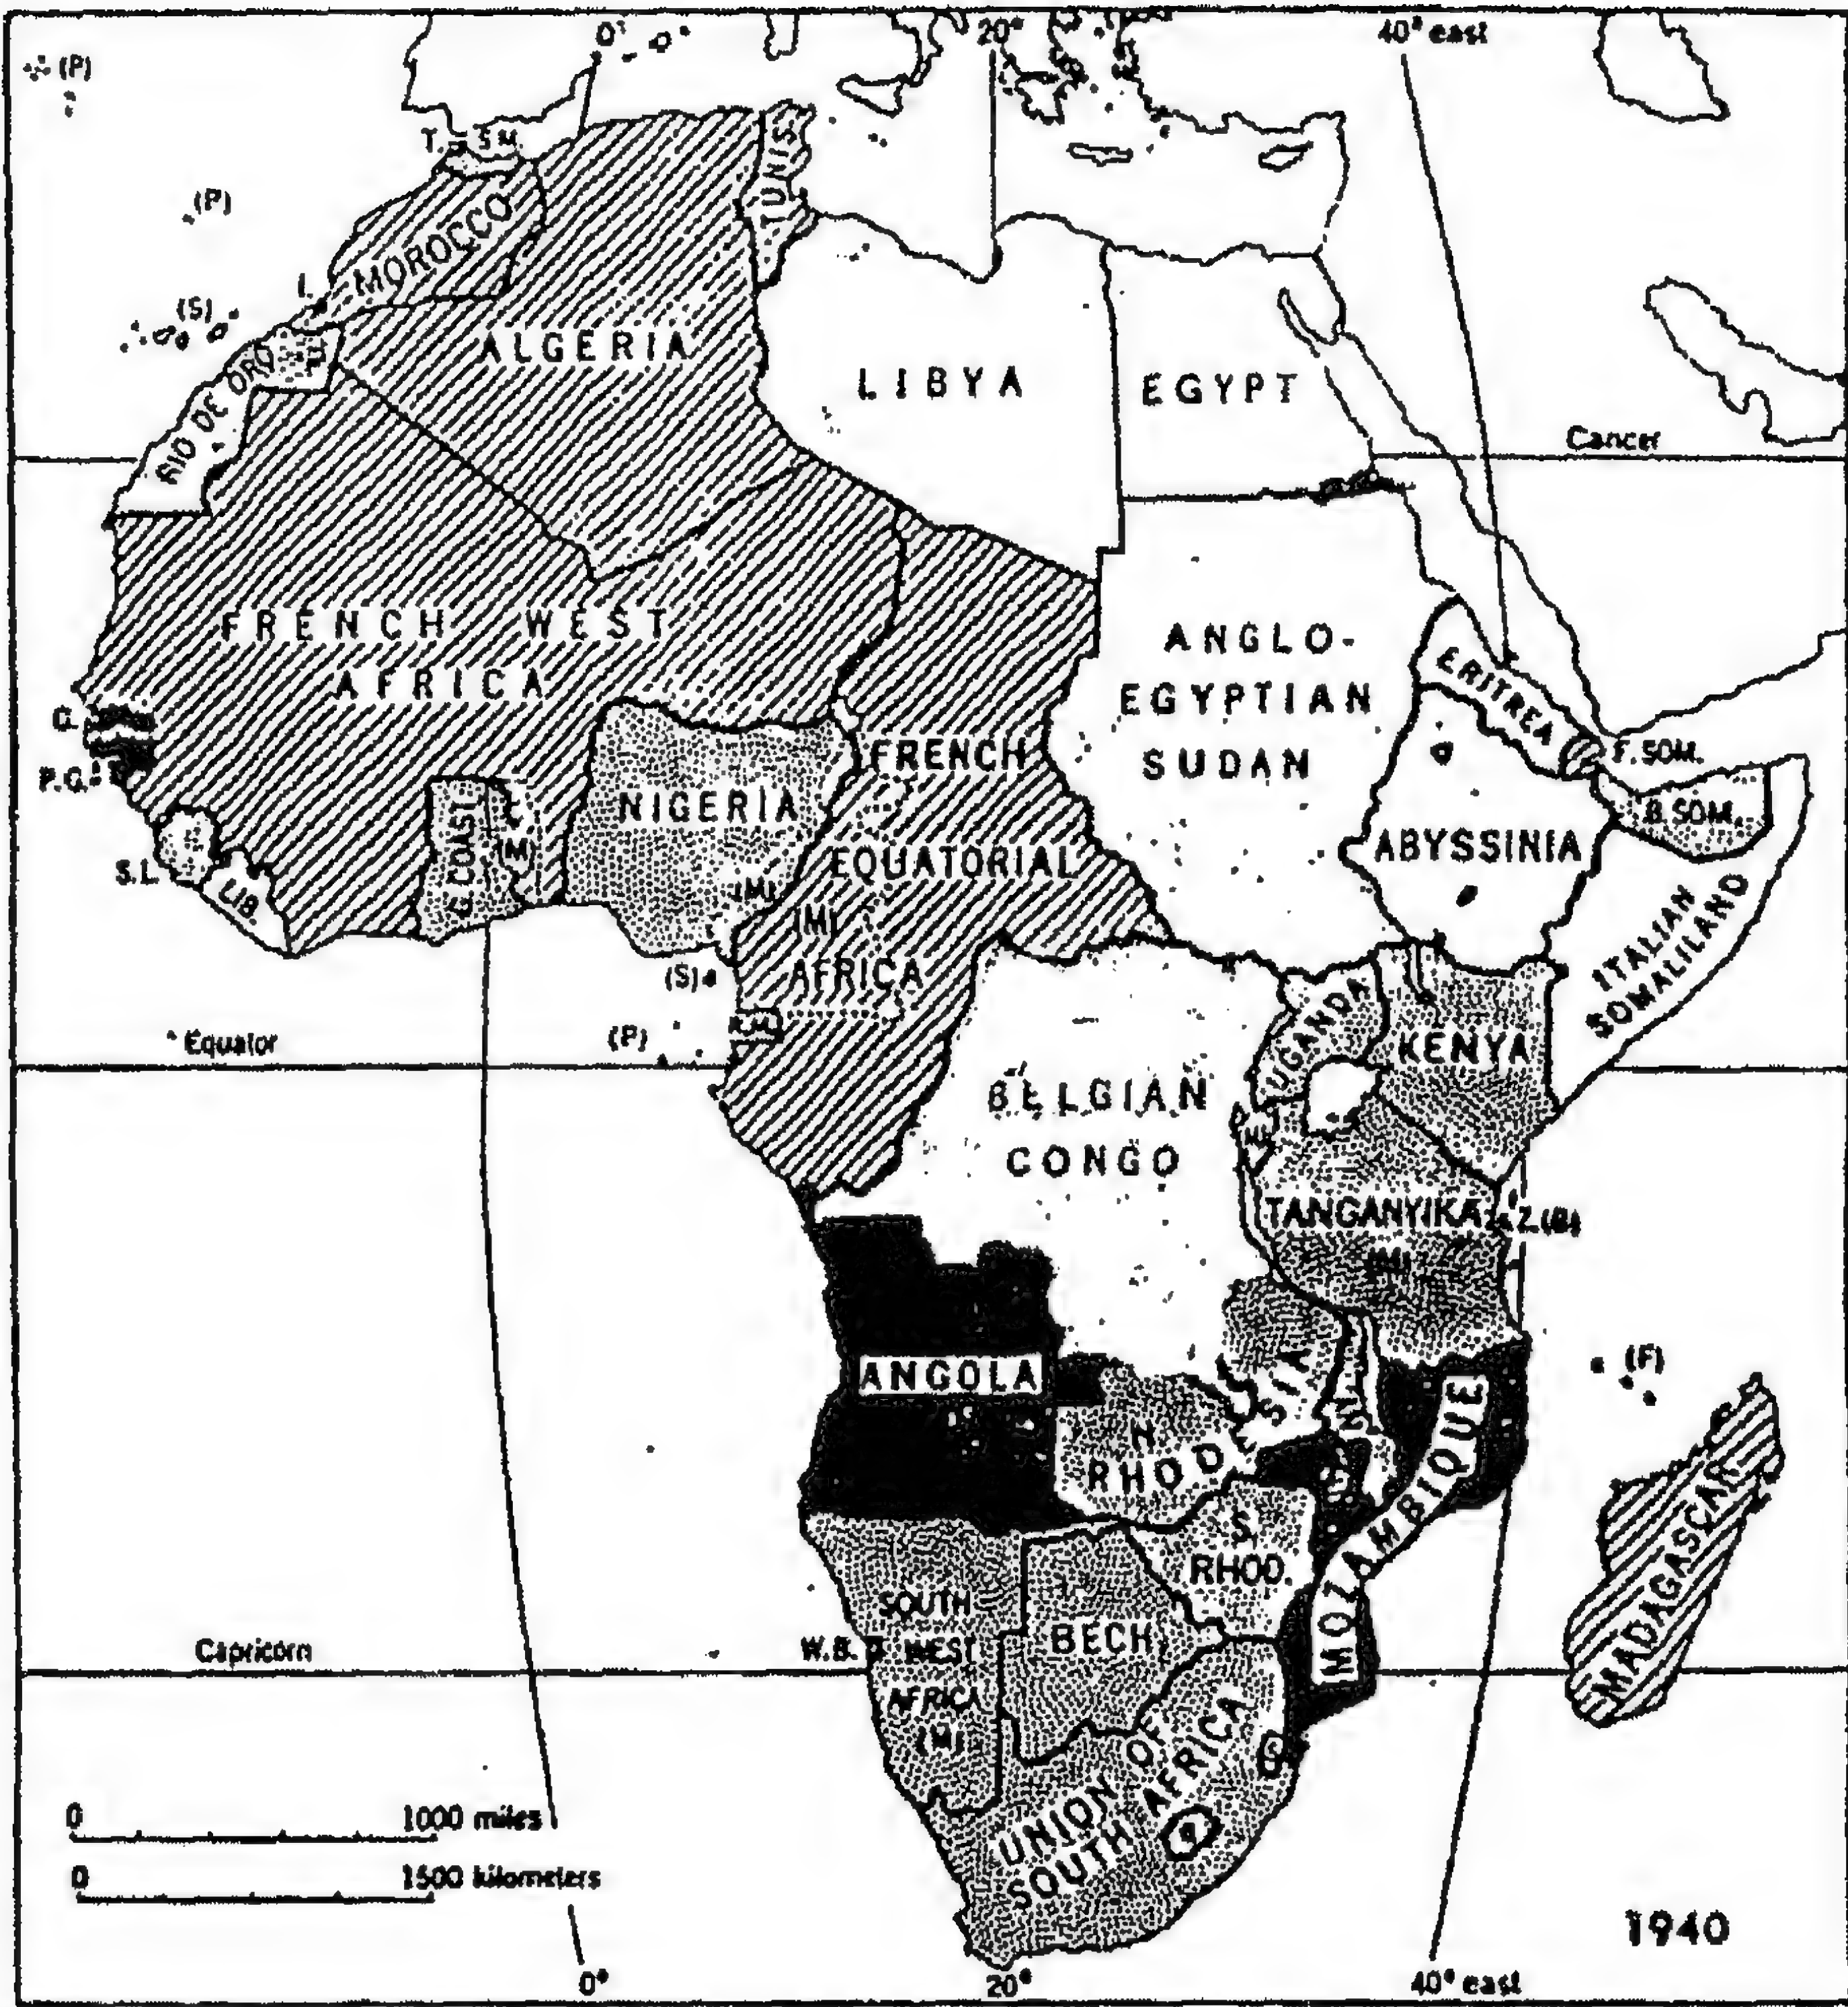 0° 20° 40° east
(P)
T. S.M.
TUNIS.
(P)
MOROCCO
I.
(S)
ALGERIA
LIBYA
EGYPT
RIO DE ORO
Cancer
FRENCH WEST
AFRICA
ANGLO-
EGYPTIAN
SUDAN
ERITREA
F. SOM.
G.
P.G.
FRENCH
NIGERIA
B. SOM.
G. COAST
(M)
ABYSSINIA
EQUATORIAL
S.L.
LIB.
(M)
(M)
ITALIAN
SOMALILAND
AFRICA
(S)
UGANDA
R.M.
KENYA
Equator
(P)
BELGIAN
CONGO
(M)
TANGANYIKA
Z.(B)
(M)
ANGOLA
(F)
N.
RHODESIA
N.
MOZAMBIQUE
S.
RHOD.
MADAGASCAR
SOUTH
WEST
AFRICA
(M)
BECH.
W.B.
Capricorn
UNION OF
SOUTH AFRICA
0 1000 miles
0 1500 kilometers
1940
0° 20° 40° east